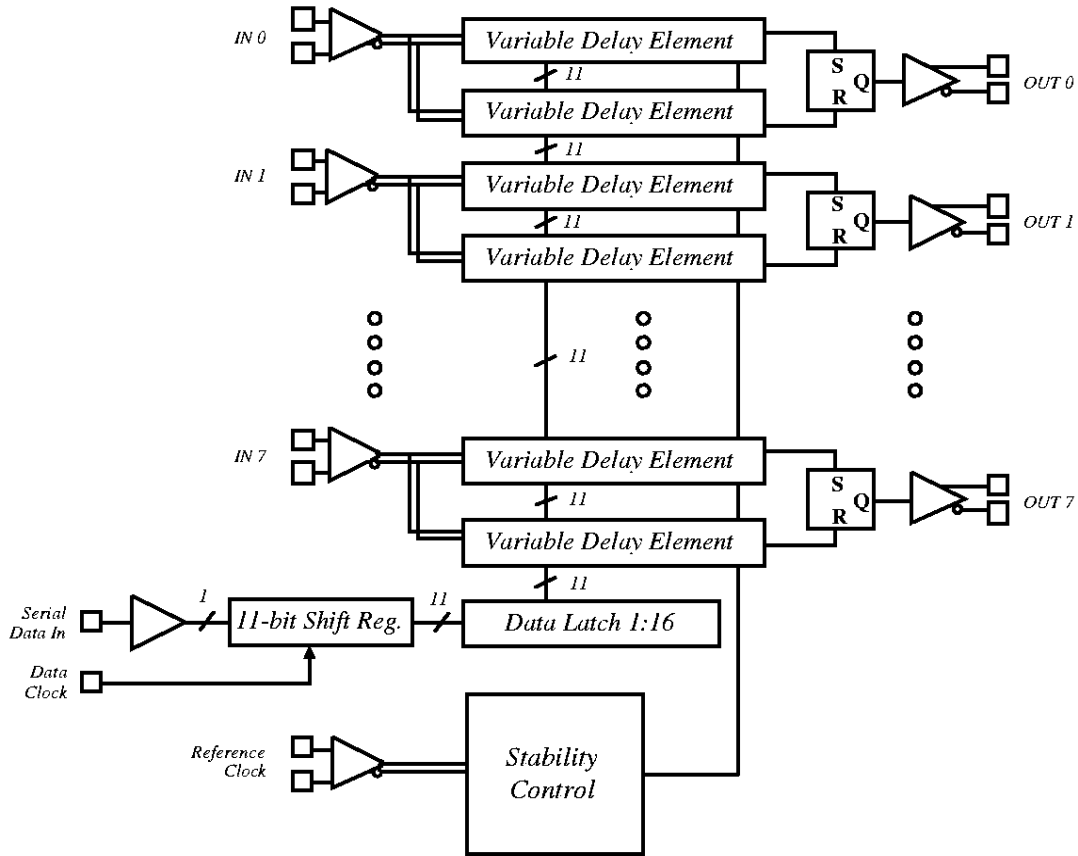 IN 0
Variable Delay Element
11
Variable Delay Element
S
Q
R
OUT 0
11
IN 1
Variable Delay Element
11
Variable Delay Element
S
Q
R
OUT 1
11
IN 7
Variable Delay Element
11
Variable Delay Element
S
Q
R
OUT 7
11
Serial
Data In
1
11-bit Shift Reg.
11
Data Latch 1:16
Data
Clock
Reference
Clock
Stability
Control